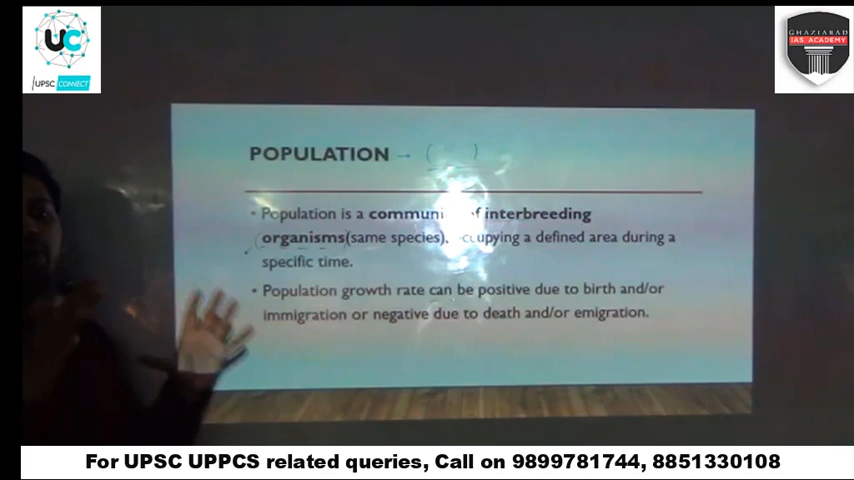 UC
UPSC CONNECT
GHAZIABAD
IAS ACADEMY
POPULATION – ( )
• Population is a communi of interbreeding
organisms(same species), occupying a defined area during a
specific time.
• Population growth rate can be positive due to birth and/or
immigration or negative due to death and/or emigration.
For UPSC UPPCS related queries, Call on 9899781744, 8851330108